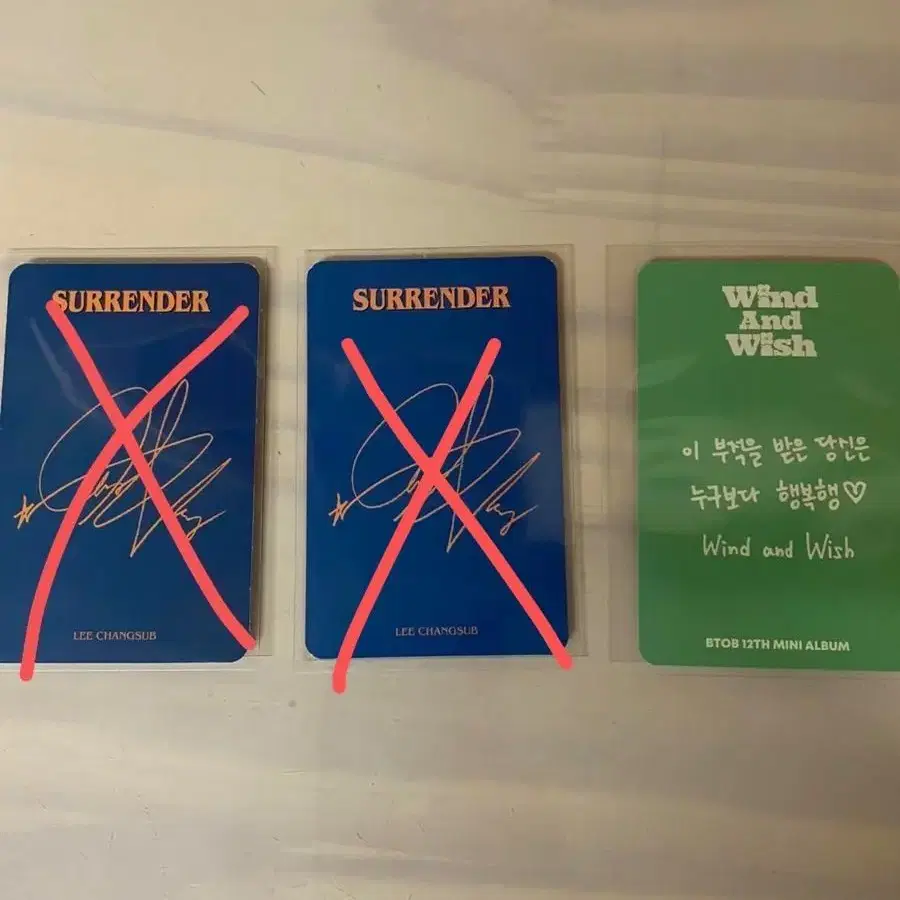 SURRENDER
LEE CHANGSUB
SURRENDER
LEE CHANGSUB
Wind
And
Wish
이 부적을 받은 당신은
누구보다 행복행♡
Wind and Wish
BTOB 12TH MINI ALBUM